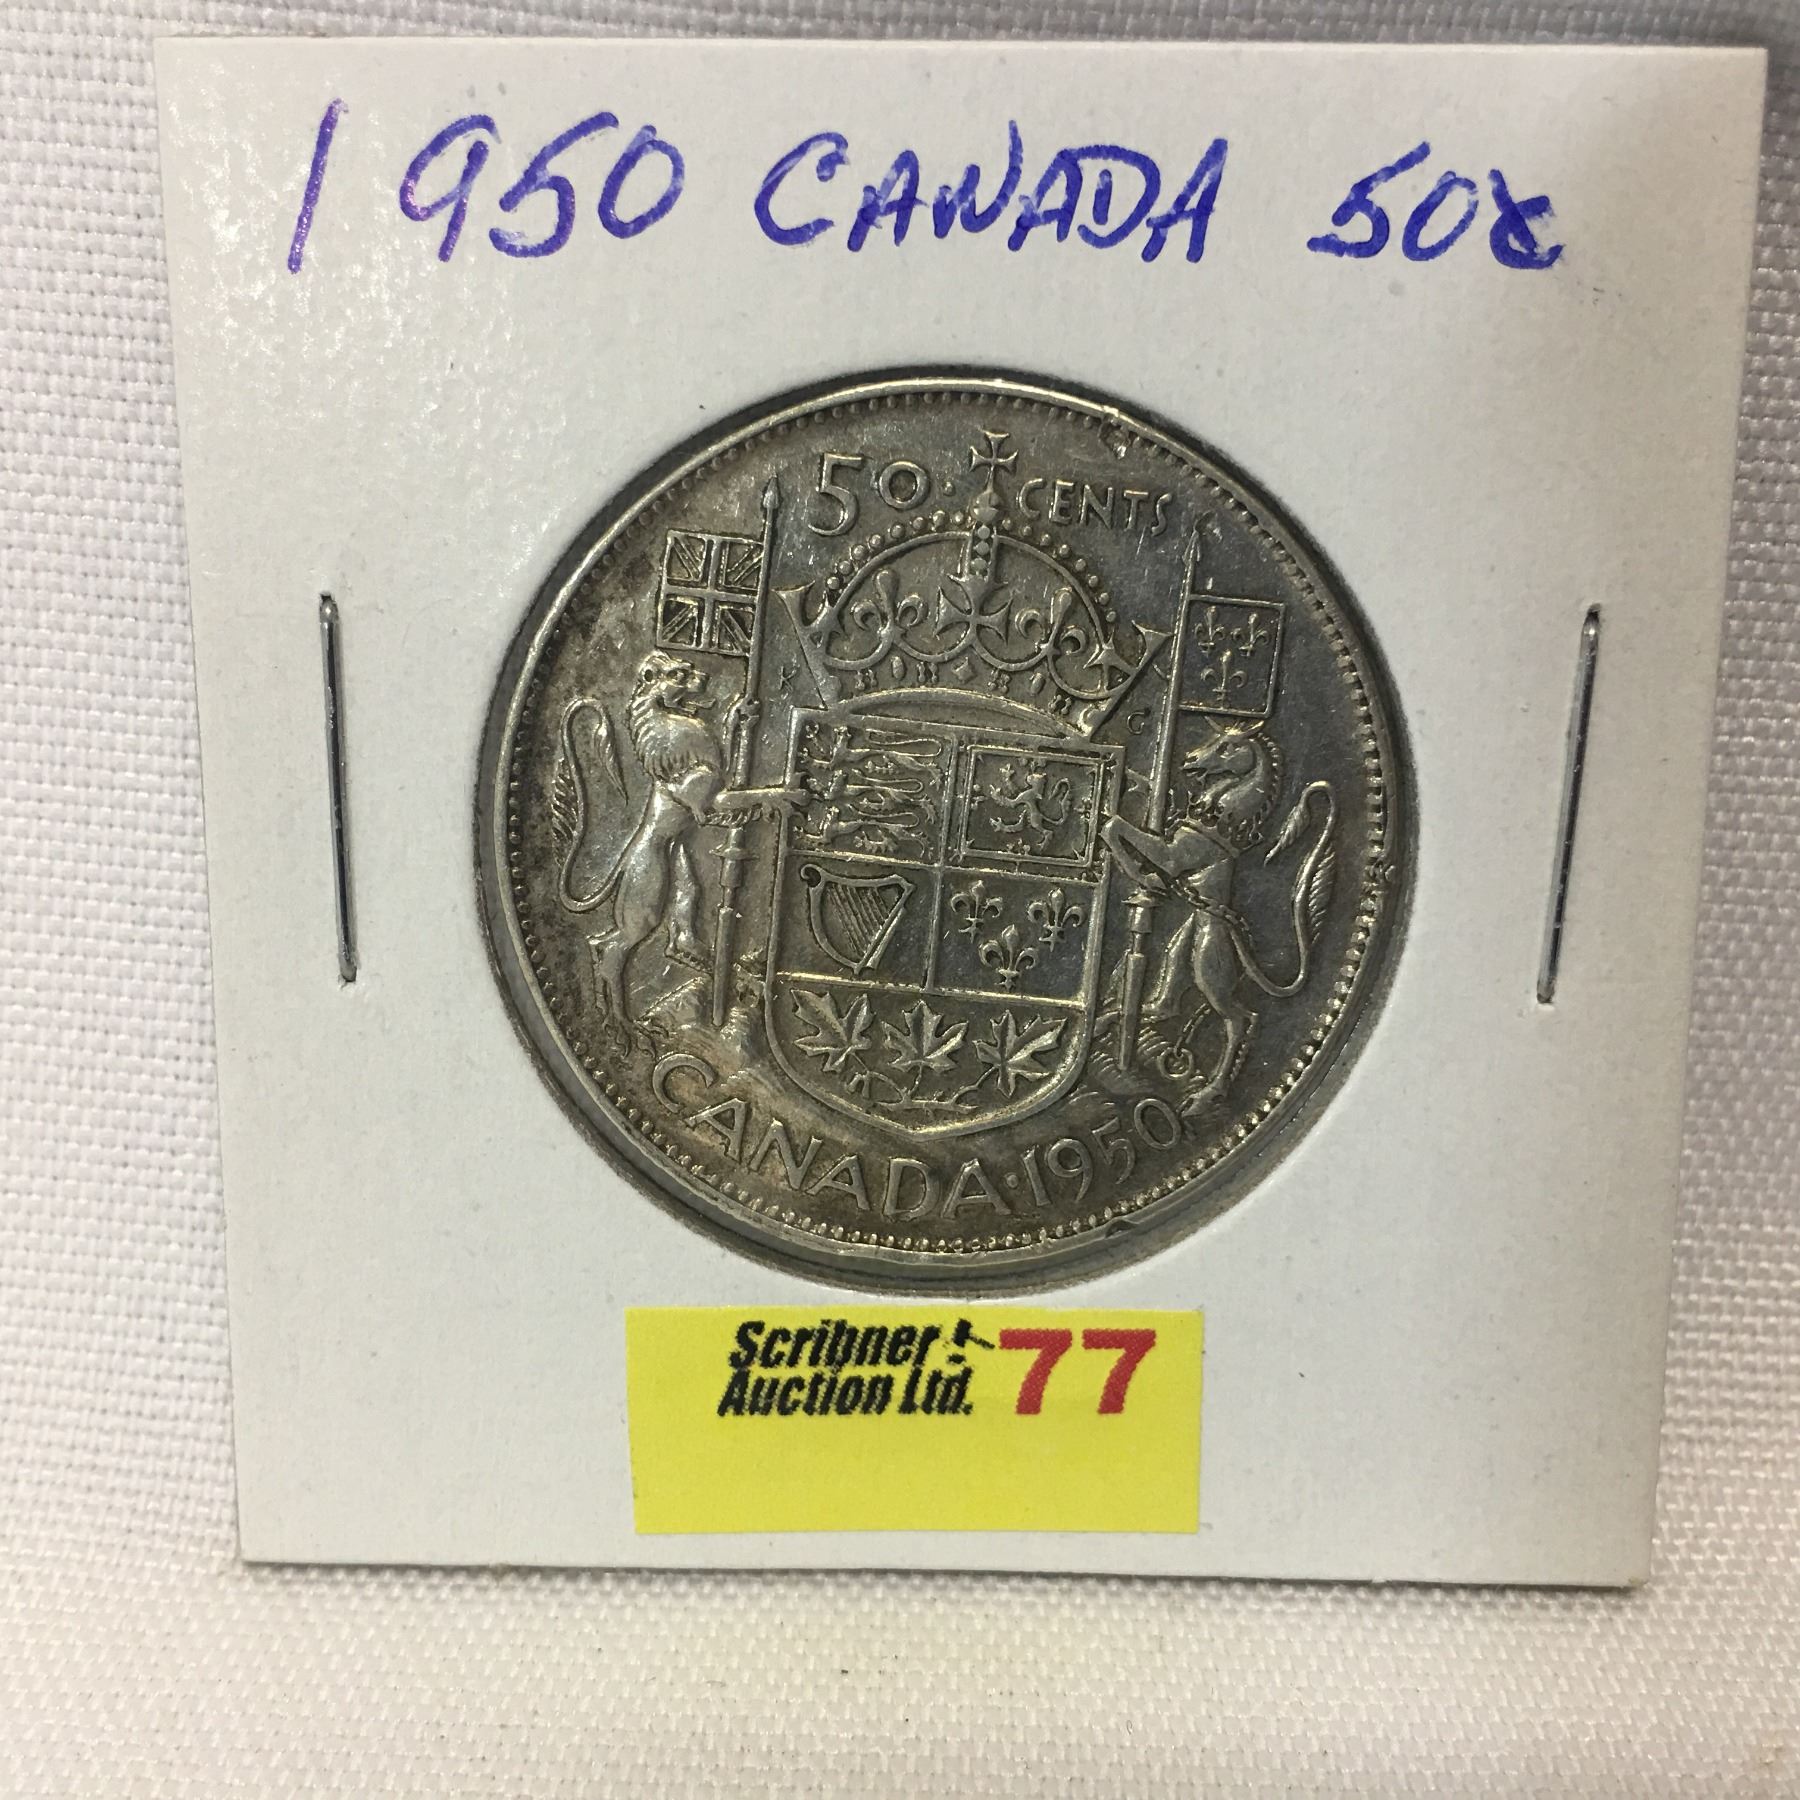 1950 CANADA 50¢
50 · CENTS
K C
CANADA · 1950
Scribner 77
Auction Ltd.